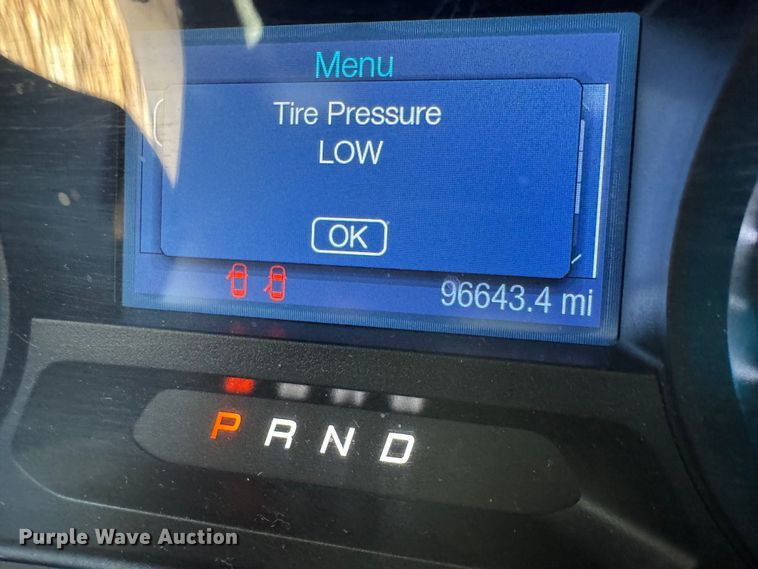 Menu
Tire Pressure
LOW
OK
96643.4 mi
P R N D
Purple Wave Auction